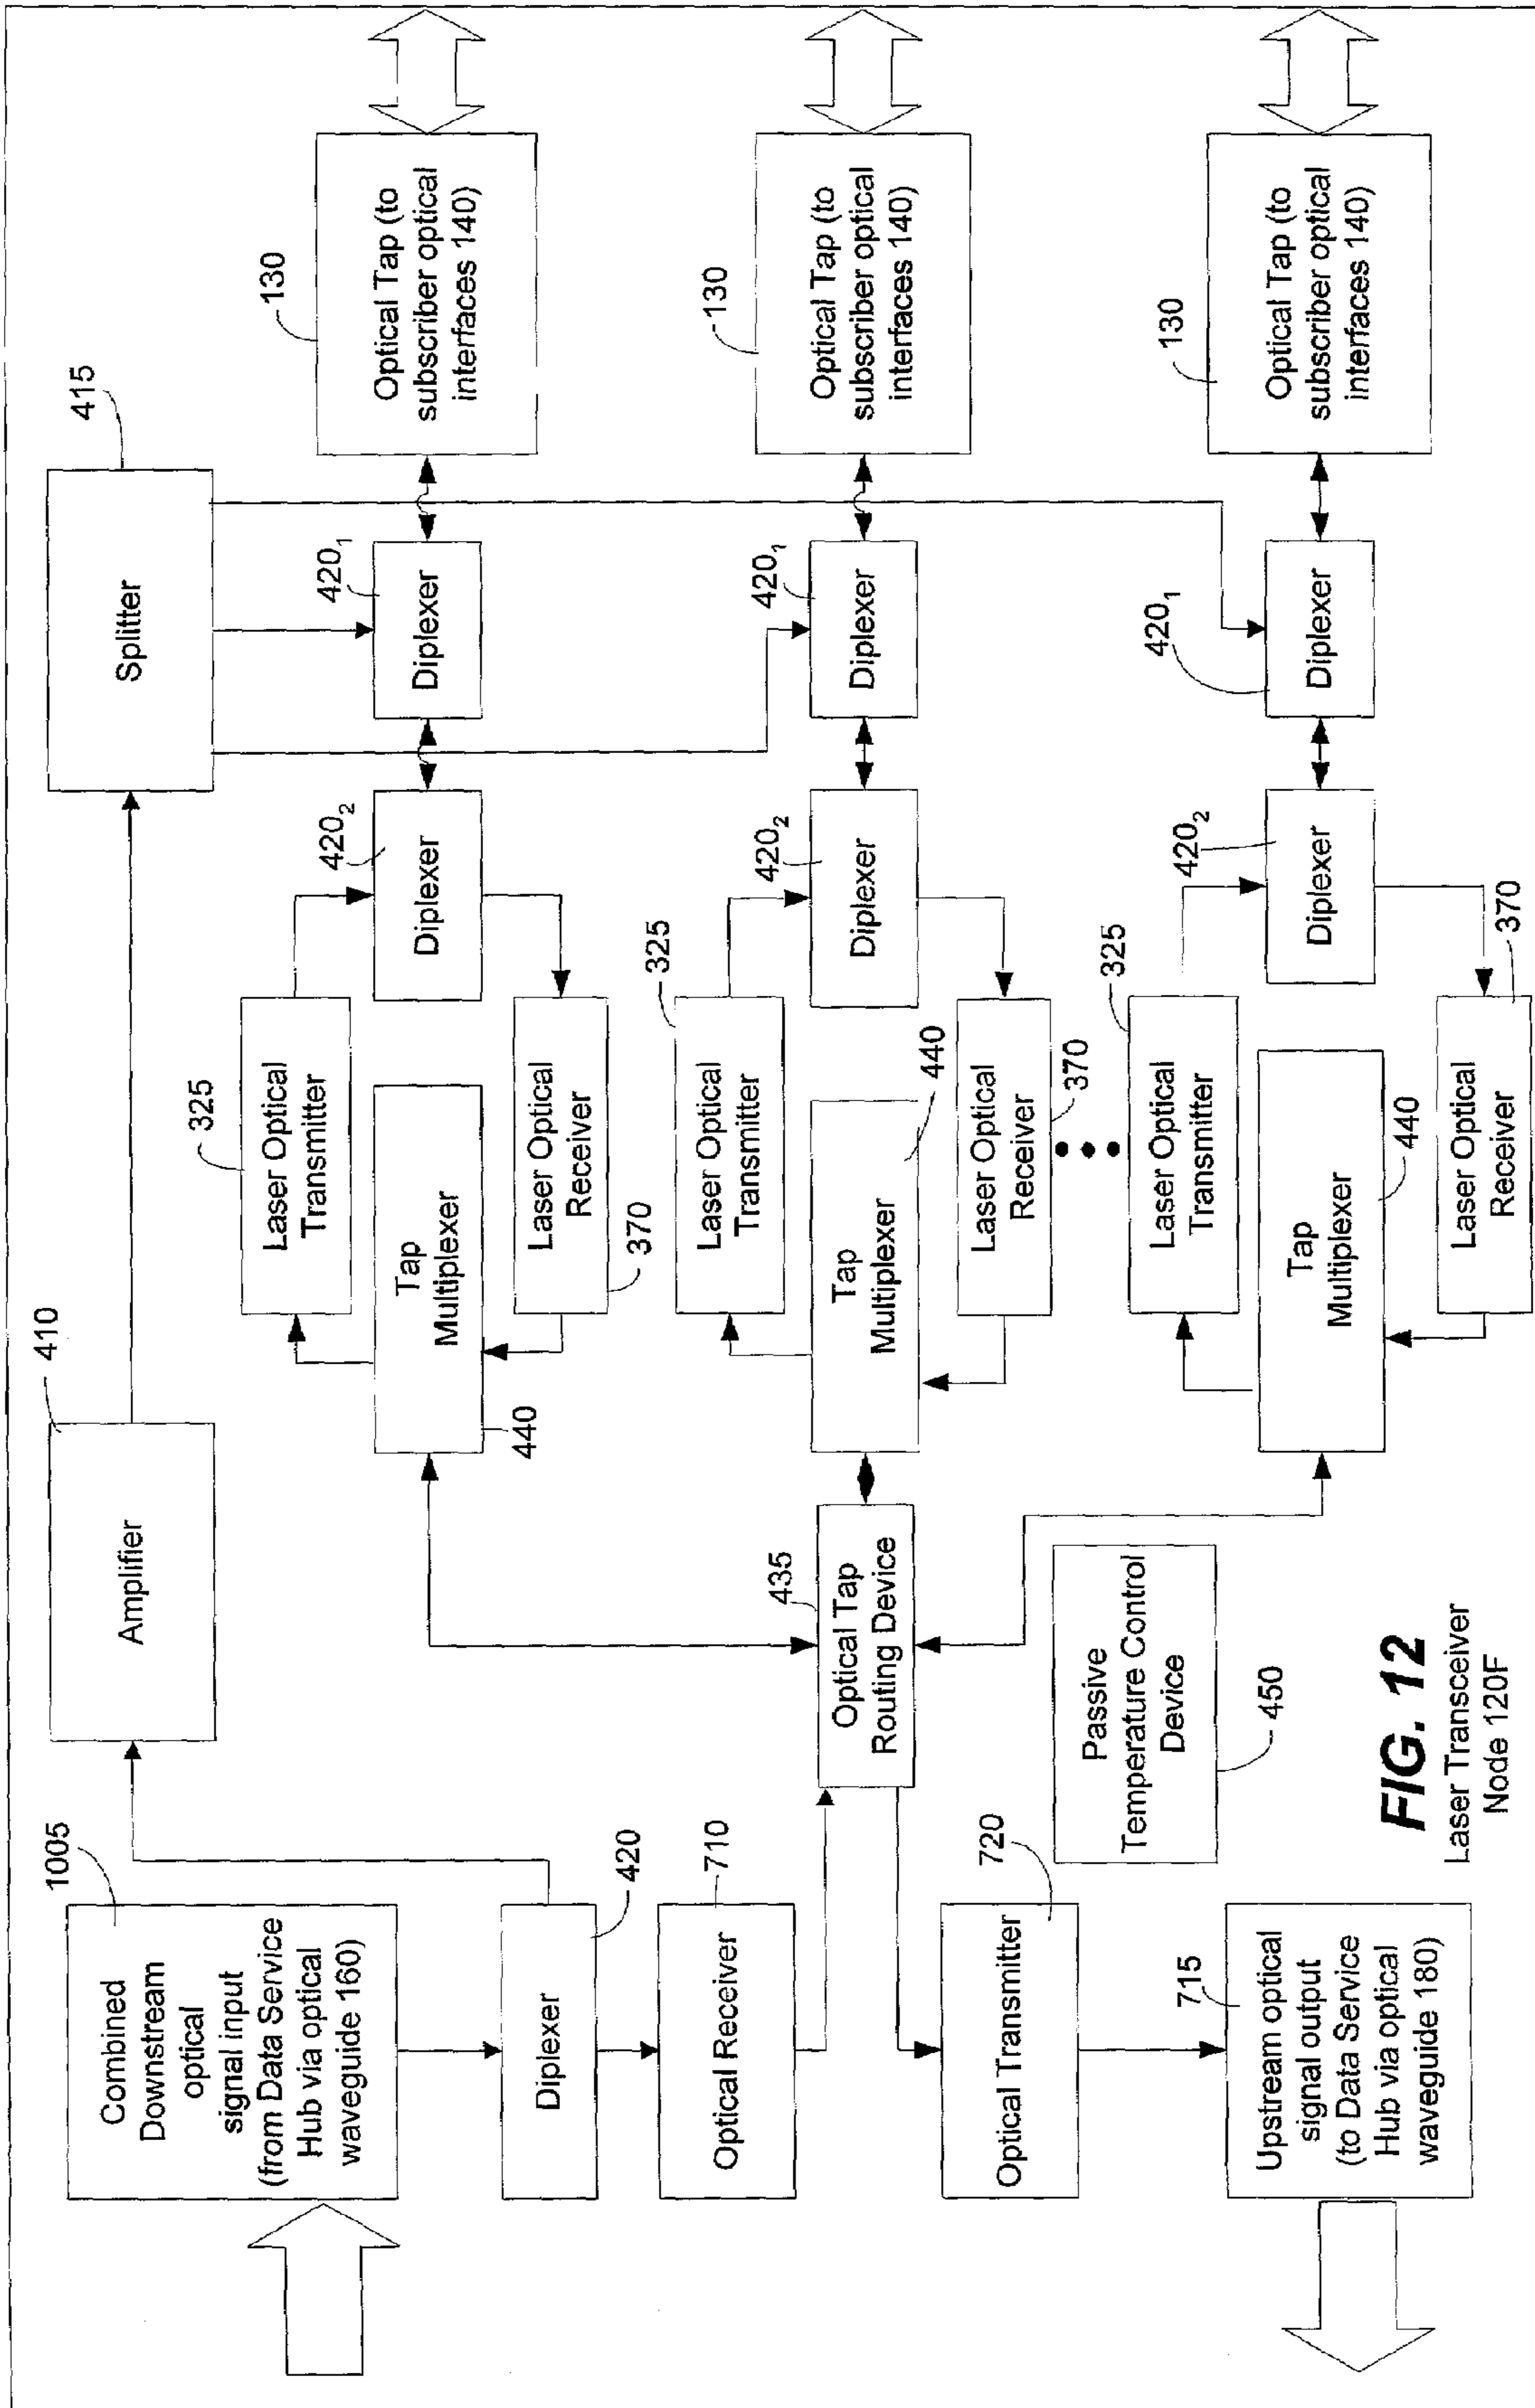 1005
Combined
Downstream
optical
signal input
(from Data Service
Hub via optical
waveguide 160)
Diplexer
420
710
Optical Receiver
720
Optical Transmitter
715
Upstream optical
signal output
(to Data Service
Hub via optical
waveguide 180)
410
Amplifier
415
Splitter
435
Optical Tap
Routing Device
Passive
Temperature Control
Device
450
325
Laser Optical
Transmitter
Tap
Multiplexer
440
Laser Optical
Receiver
370
420₂
Diplexer
420₁
Diplexer
130
Optical Tap (to
subscriber optical
interfaces 140)
325
Laser Optical
Transmitter
Tap
Multiplexer
440
Laser Optical
Receiver
370
420₂
Diplexer
420₁
Diplexer
130
Optical Tap (to
subscriber optical
interfaces 140)
325
Laser Optical
Transmitter
Tap
Multiplexer
440
Laser Optical
Receiver
370
420₂
Diplexer
420₁
Diplexer
130
Optical Tap (to
subscriber optical
interfaces 140)
FIG. 12
Laser Transceiver
Node 120F